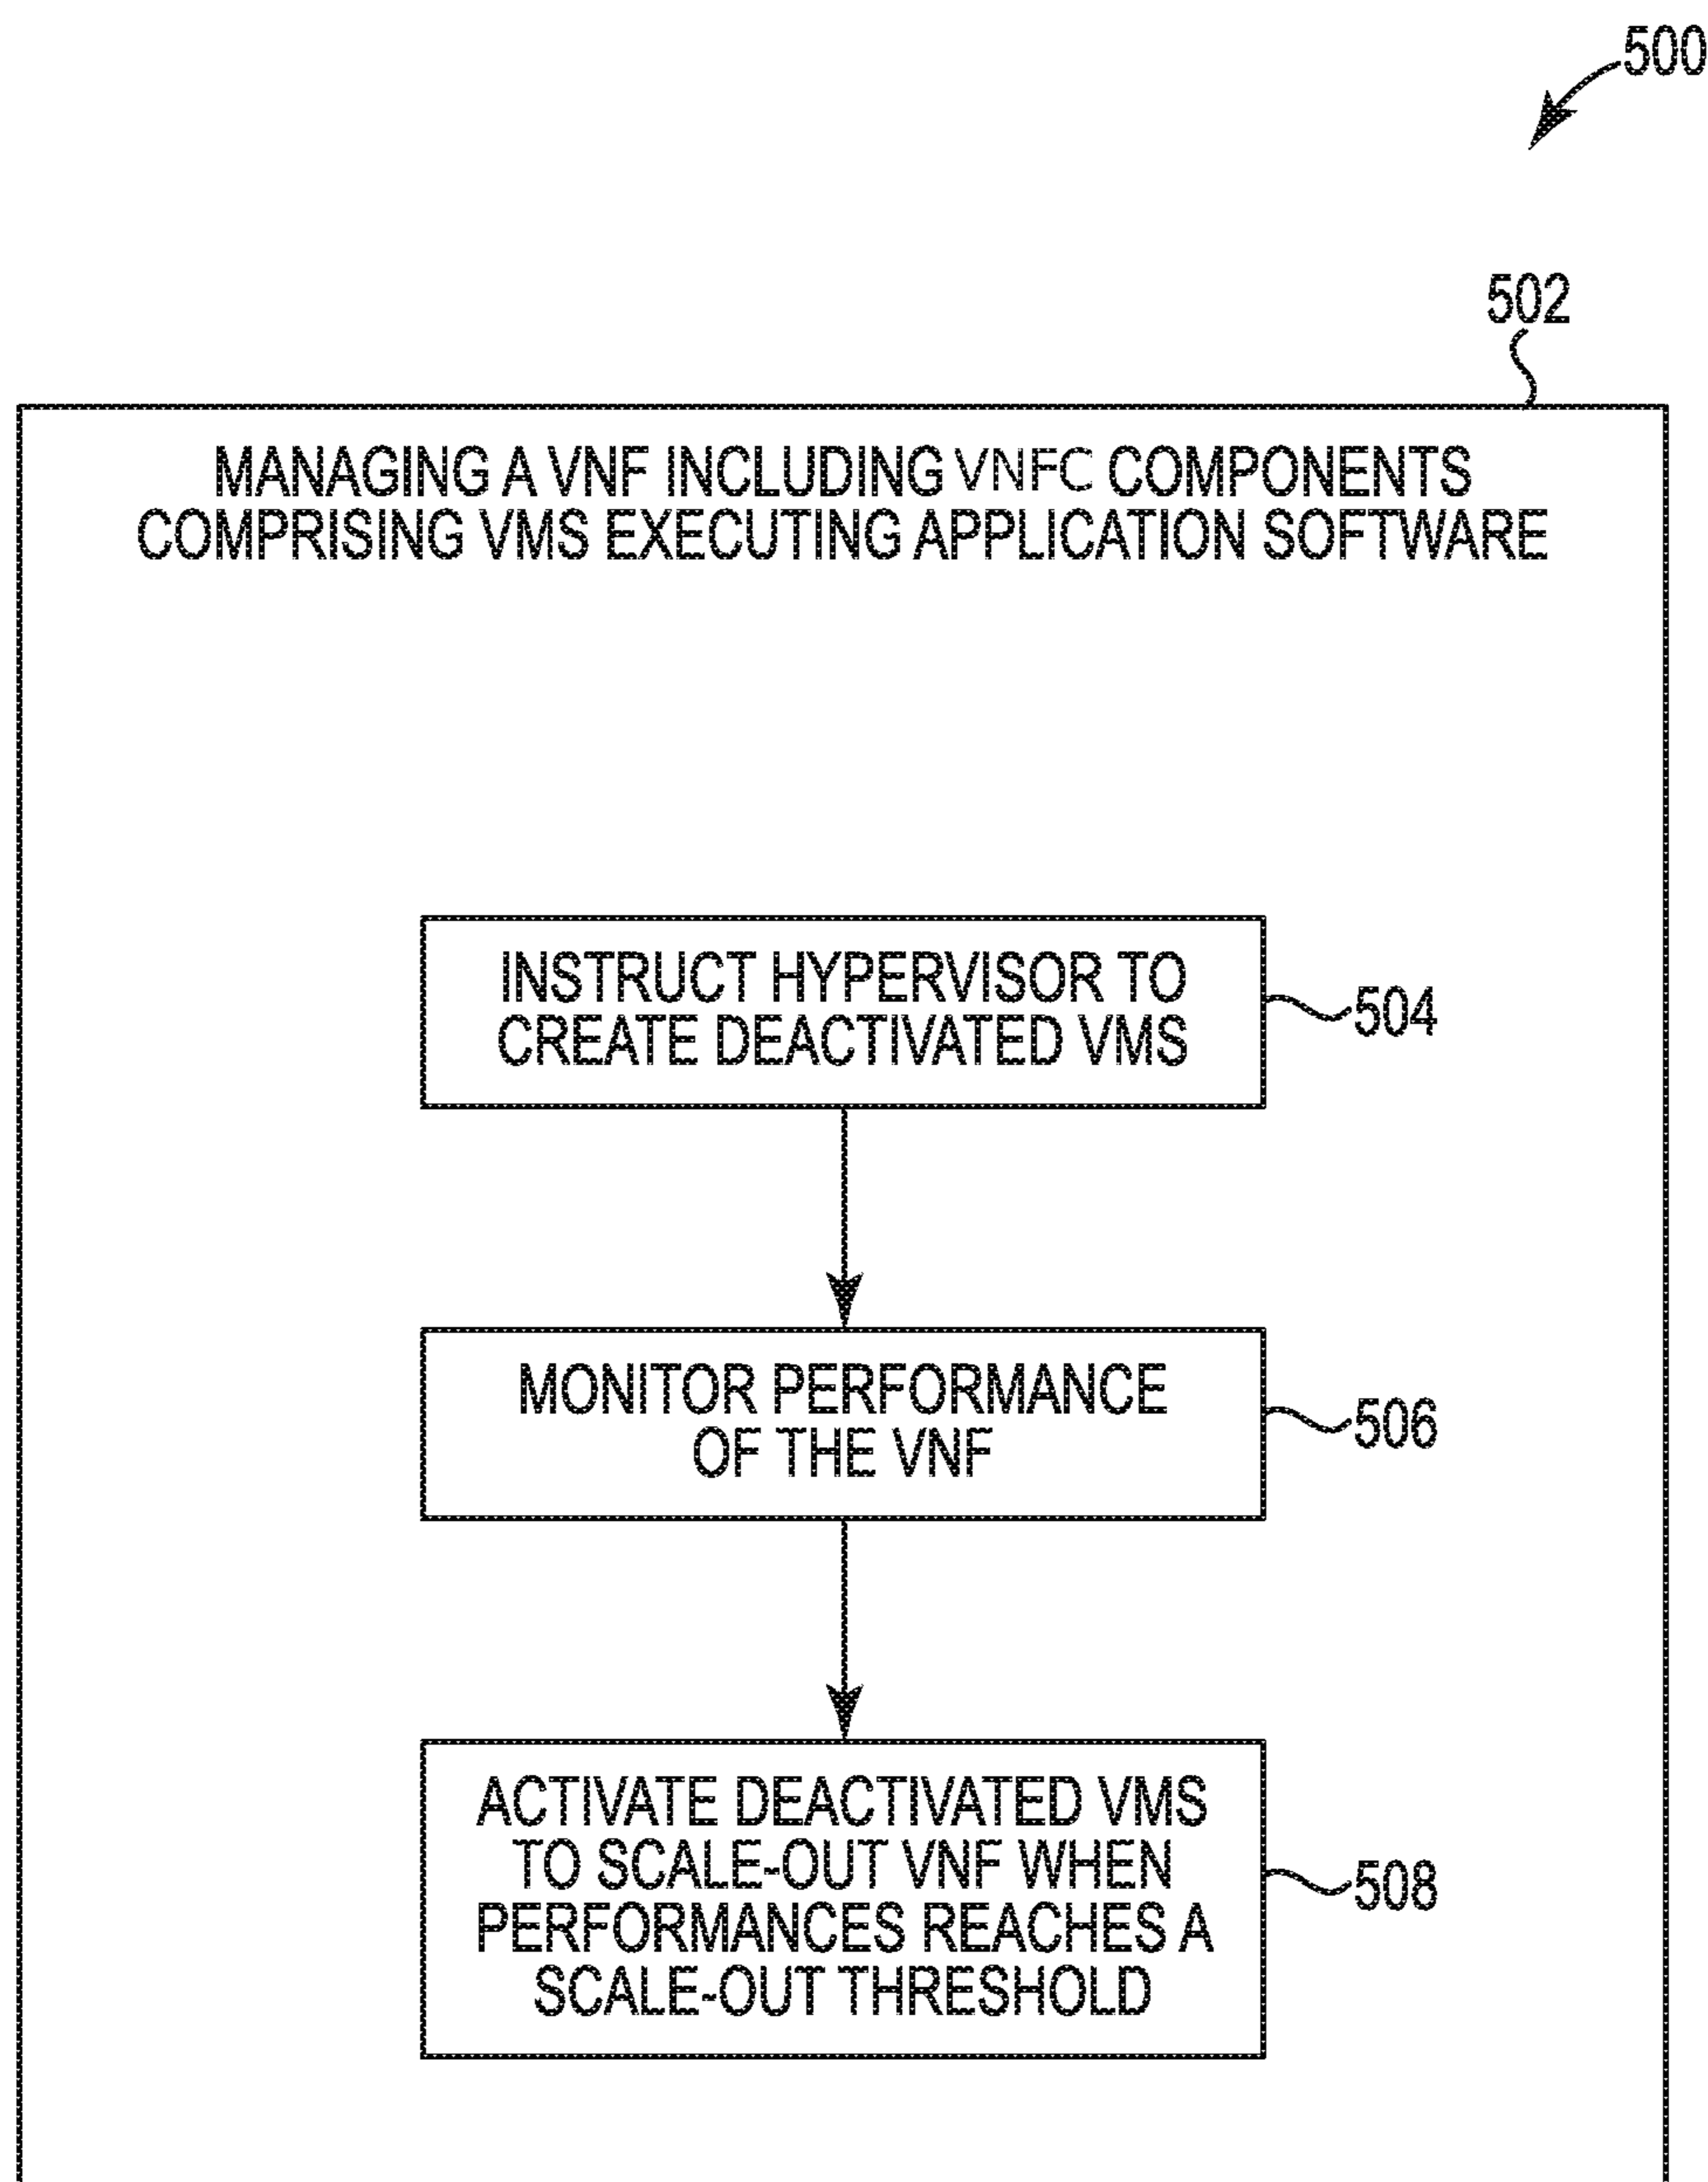 500
502
MANAGING A VNF INCLUDING VNFC COMPONENTS
COMPRISING VMS EXECUTING APPLICATION SOFTWARE
INSTRUCT HYPERVISOR TO
CREATE DEACTIVATED VMS
504
MONITOR PERFORMANCE
OF THE VNF
506
ACTIVATE DEACTIVATED VMS
TO SCALE-OUT VNF WHEN
PERFORMANCES REACHES A
SCALE-OUT THRESHOLD
508